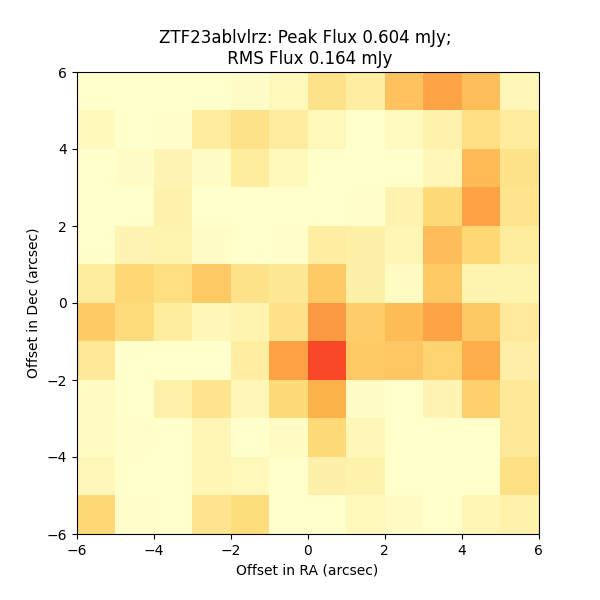 ZTF23ablvlrz: Peak Flux 0.604 mJy;
RMS Flux 0.164 mJy
6
4
2
0
−2
−4
−6
Offset in Dec (arcsec)
−6 −4 −2 0 2 4 6
Offset in RA (arcsec)